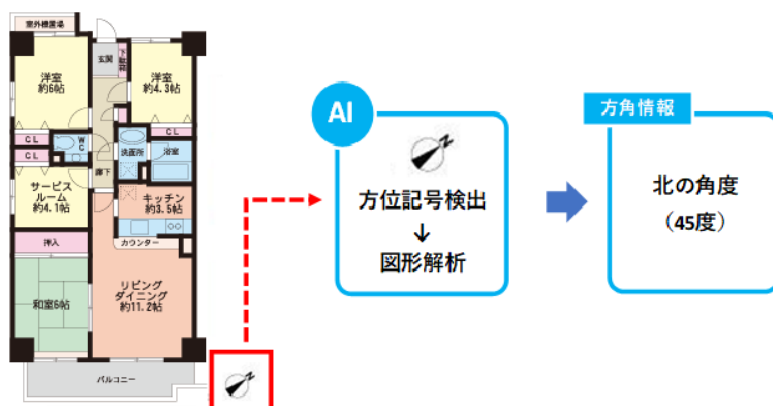 室外機置場
玄関
下駄箱
洋室
約6帖
洋室
約4.3帖
CL
WC
洗面所
浴室
CL
CL
廊下
サービス
ルーム
約4.1帖
キッチン
約3.5帖
カウンター
押入
和室6帖
リビング
ダイニング
約11.2帖
バルコニー
N
AI
N
方位記号検出
↓
図形解析
方角情報
北の角度
（45度）